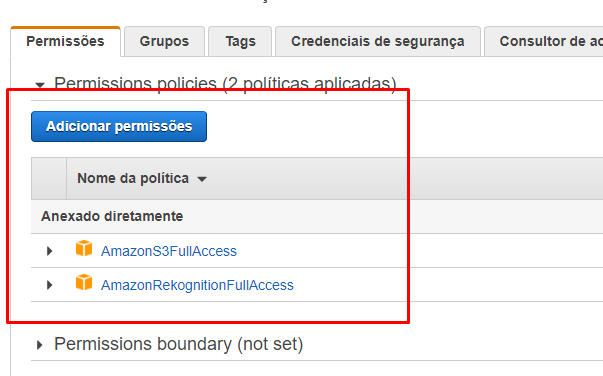 Permissões
Grupos
Tags
Credenciais de segurança
Consultor de ac
Permissions policies (2 políticas aplicadas)
Adicionar permissões
Nome da política
Anexado diretamente
AmazonS3FullAccess
AmazonRekognitionFullAccess
Permissions boundary (not set)